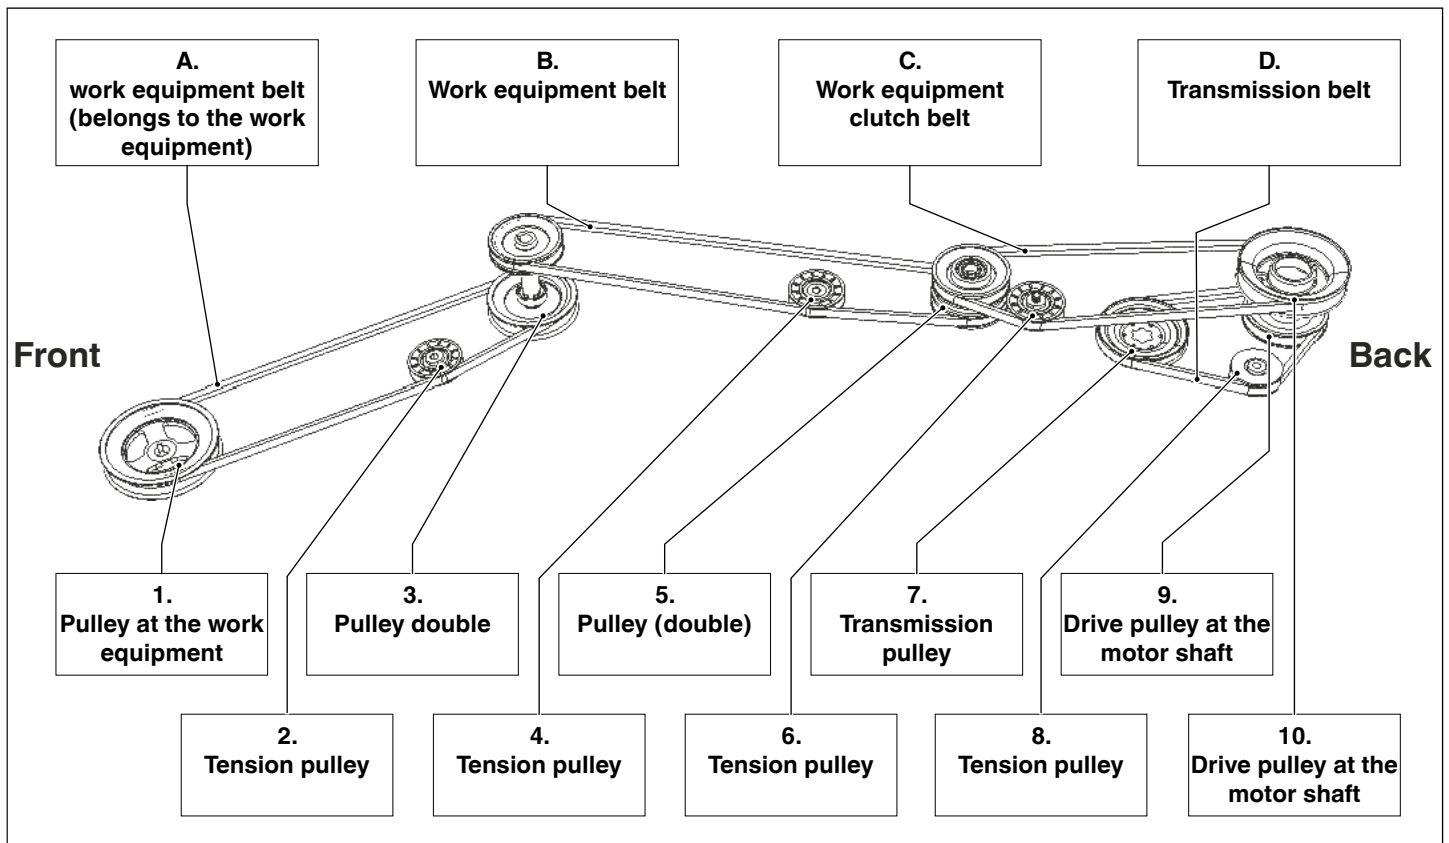 A.
work equipment belt
(belongs to the work
equipment)
B.
Work equipment belt
C.
Work equipment
clutch belt
D.
Transmission belt
Front
Back
1.
Pulley at the work
equipment
3.
Pulley double
5.
Pulley (double)
7.
Transmission
pulley
9.
Drive pulley at the
motor shaft
2.
Tension pulley
4.
Tension pulley
6.
Tension pulley
8.
Tension pulley
10.
Drive pulley at the
motor shaft